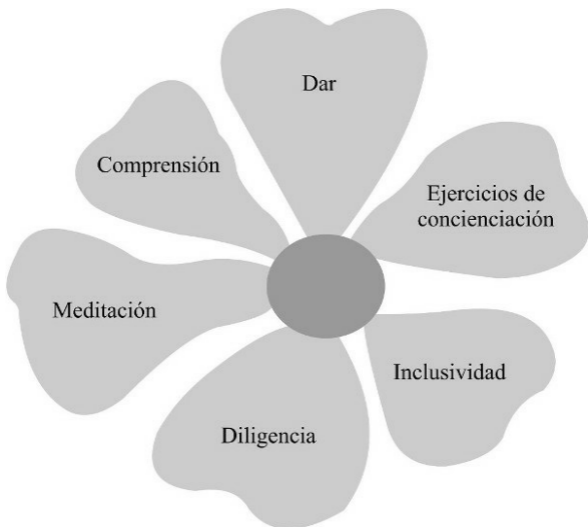 Dar
Ejercicios de
concienciación
Inclusividad
Diligencia
Meditación
Comprensión